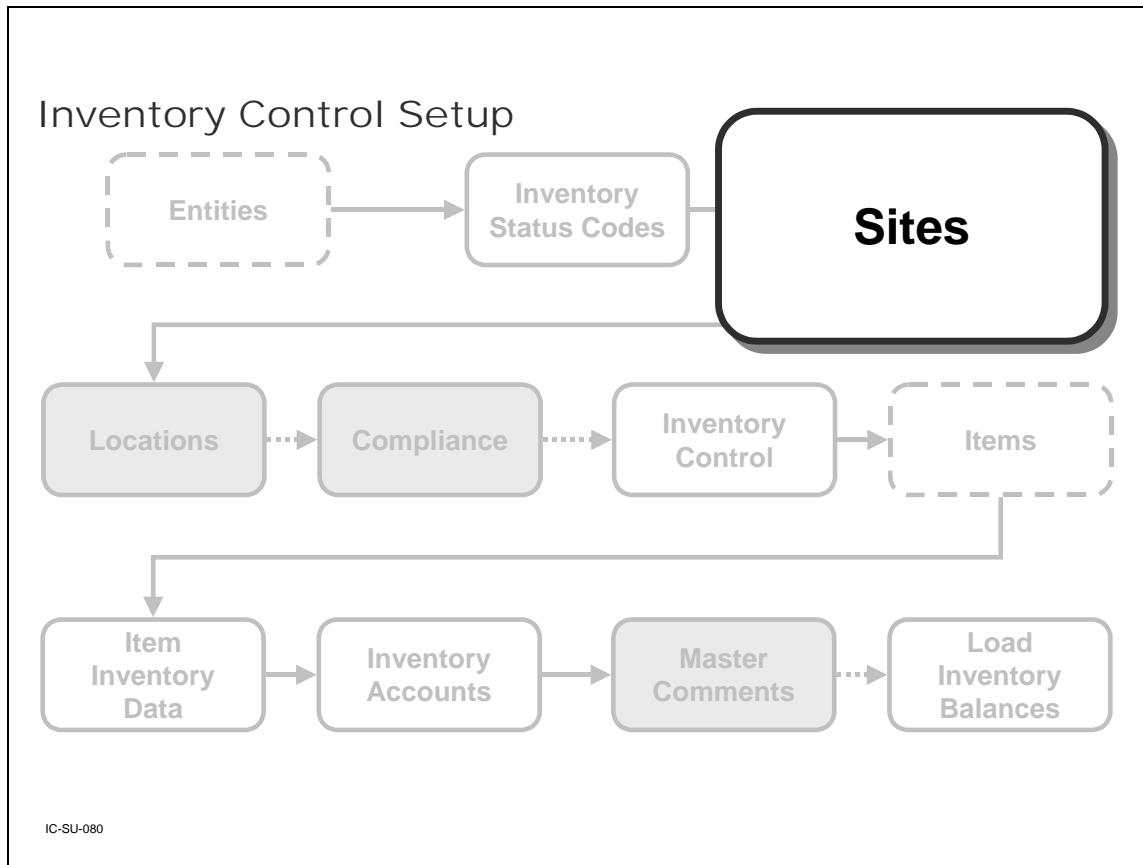 Inventory Control Setup
Entities
Inventory
Status Codes
Sites
Locations
Compliance
Inventory
Control
Items
Item
Inventory
Data
Inventory
Accounts
Master
Comments
Load
Inventory
Balances
IC-SU-080